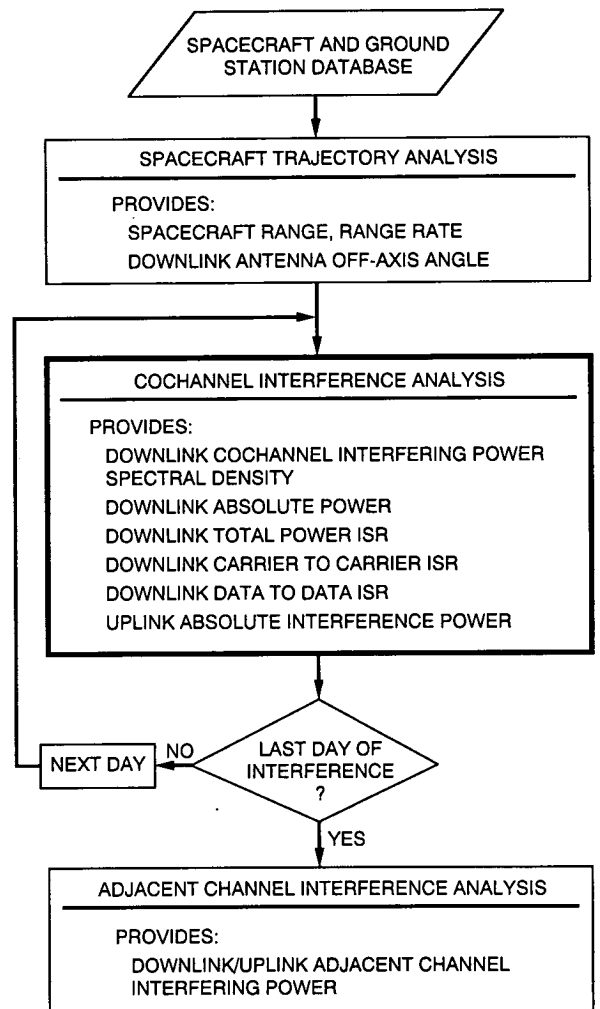 SPACECRAFT AND GROUND
STATION DATABASE
SPACECRAFT TRAJECTORY ANALYSIS
PROVIDES:
SPACECRAFT RANGE, RANGE RATE
DOWNLINK ANTENNA OFF-AXIS ANGLE
COCHANNEL INTERFERENCE ANALYSIS
PROVIDES:
DOWNLINK COCHANNEL INTERFERING POWER
SPECTRAL DENSITY
DOWNLINK ABSOLUTE POWER
DOWNLINK TOTAL POWER ISR
DOWNLINK CARRIER TO CARRIER ISR
DOWNLINK DATA TO DATA ISR
UPLINK ABSOLUTE INTERFERENCE POWER
LAST DAY OF
INTERFERENCE
?
NO
NEXT DAY
YES
ADJACENT CHANNEL INTERFERENCE ANALYSIS
PROVIDES:
DOWNLINK/UPLINK ADJACENT CHANNEL
INTERFERING POWER